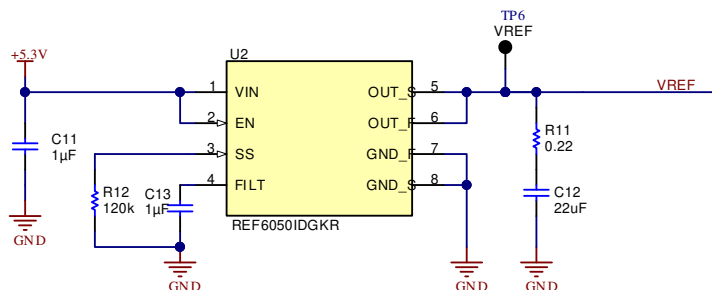 TP6
VREF
+5.3V
U2
1 VIN OUT_S 5
VREF
2 EN OUT_F 6
3 SS GND_F 7
4 FILT GND_S 8
C11
1µF
R12
120k
C13
1µF
R11
0.22
C12
22uF
REF6050IDGKR
GND
GND
GND
GND